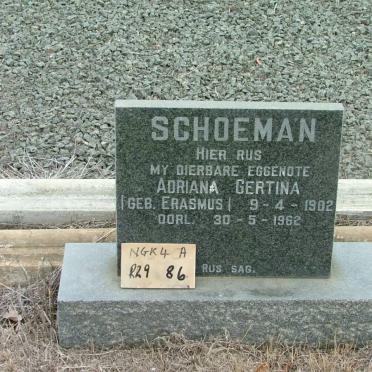 SCHOEMAN
HIER RUS
MY DIERBARE EGGENOTE
ADRIANA GERTINA
(GEB. ERASMUS) 9-4-1902
OORL. 30-5-1962
RUS SAG.
NGK4 A
R29 86